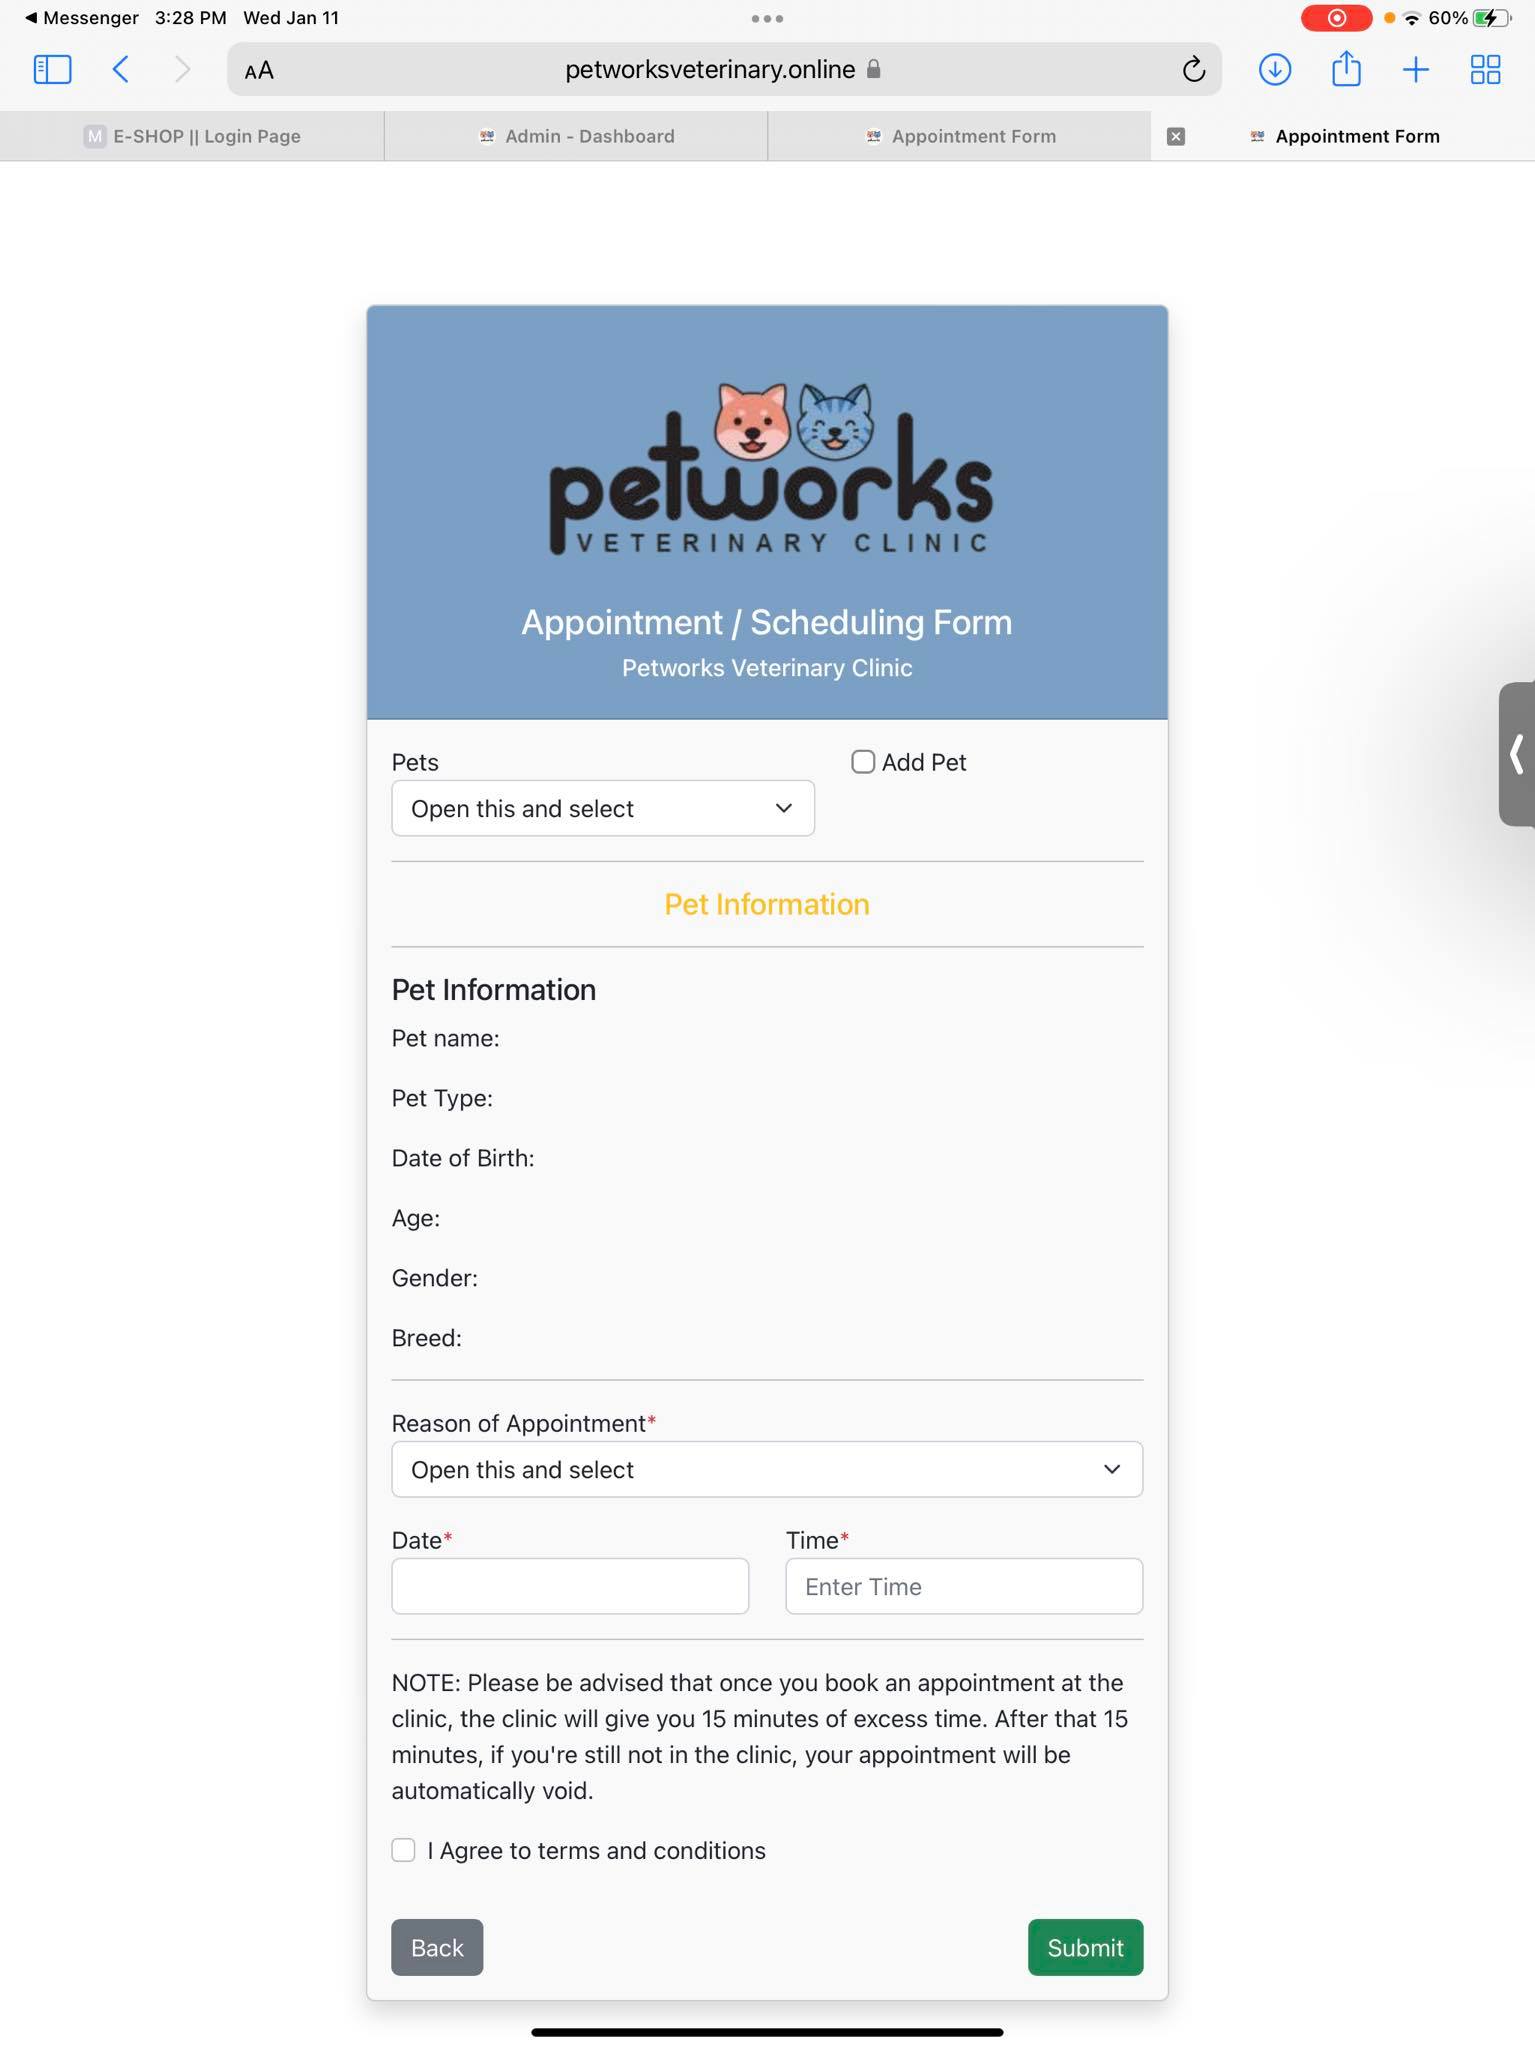 ◀ Messenger 3:28 PM Wed Jan 11
60%
AA
petworksveterinary.online
M E-SHOP || Login Page
Admin - Dashboard
Appointment Form
Appointment Form
petworks
VETERINARY CLINIC
Appointment / Scheduling Form
Petworks Veterinary Clinic
Pets
Add Pet
Open this and select
Pet Information
Pet Information
Pet name:
Pet Type:
Date of Birth:
Age:
Gender:
Breed:
Reason of Appointment*
Open this and select
Date*
Time*
Enter Time
NOTE: Please be advised that once you book an appointment at the
clinic, the clinic will give you 15 minutes of excess time. After that 15
minutes, if you're still not in the clinic, your appointment will be
automatically void.
I Agree to terms and conditions
Back
Submit